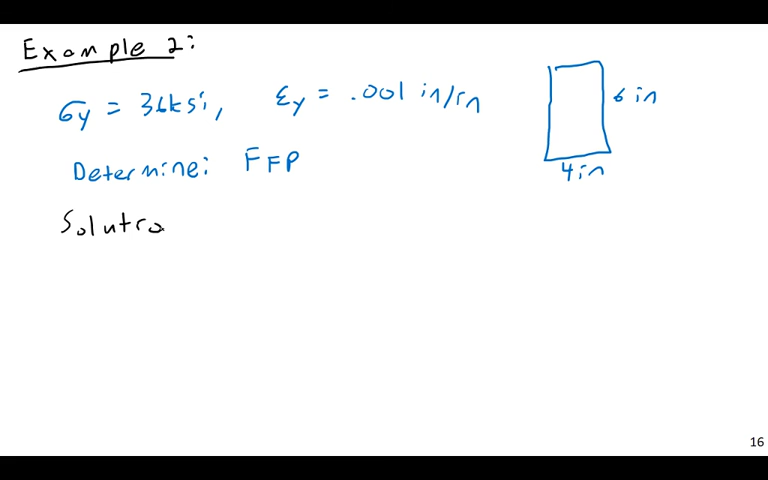 Example 2:
σy = 36ksi, εy = .001 in/in
6 in
Determine: FFP
4in
Solutio
16